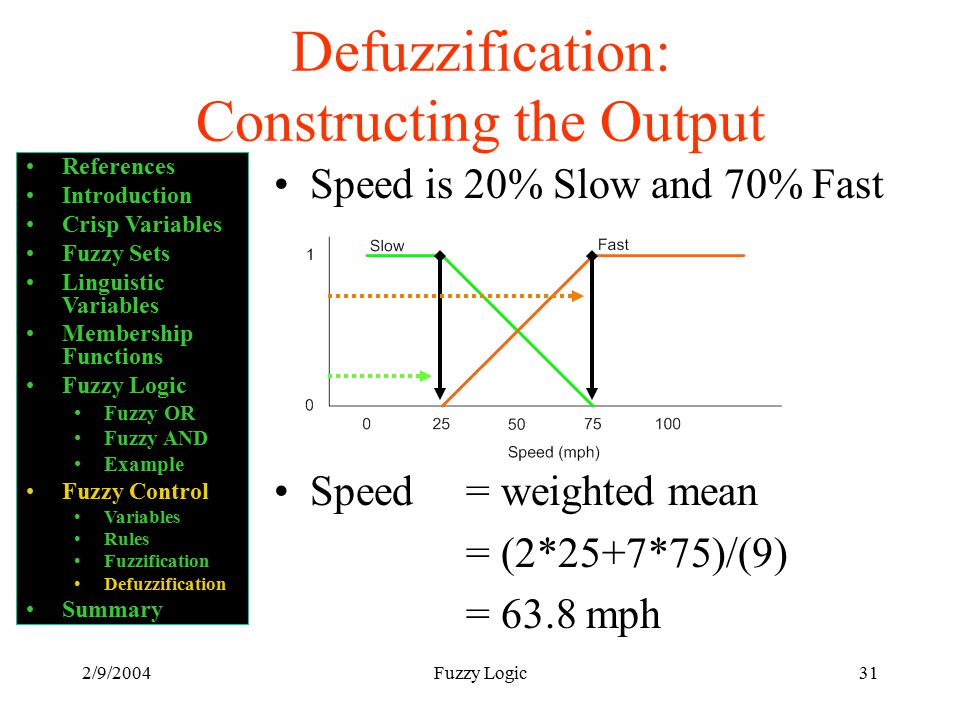 Defuzzification:
Constructing the Output
• References
• Introduction
• Crisp Variables
• Fuzzy Sets
• Linguistic
Variables
• Membership
Functions
• Fuzzy Logic
• Fuzzy OR
• Fuzzy AND
• Example
• Fuzzy Control
• Variables
• Rules
• Fuzzification
• Defuzzification
• Summary
• Speed is 20% Slow and 70% Fast
Slow Fast
1
0
0 25 50 75 100
Speed (mph)
• Speed = weighted mean
= (2*25+7*75)/(9)
= 63.8 mph
2/9/2004 Fuzzy Logic 31